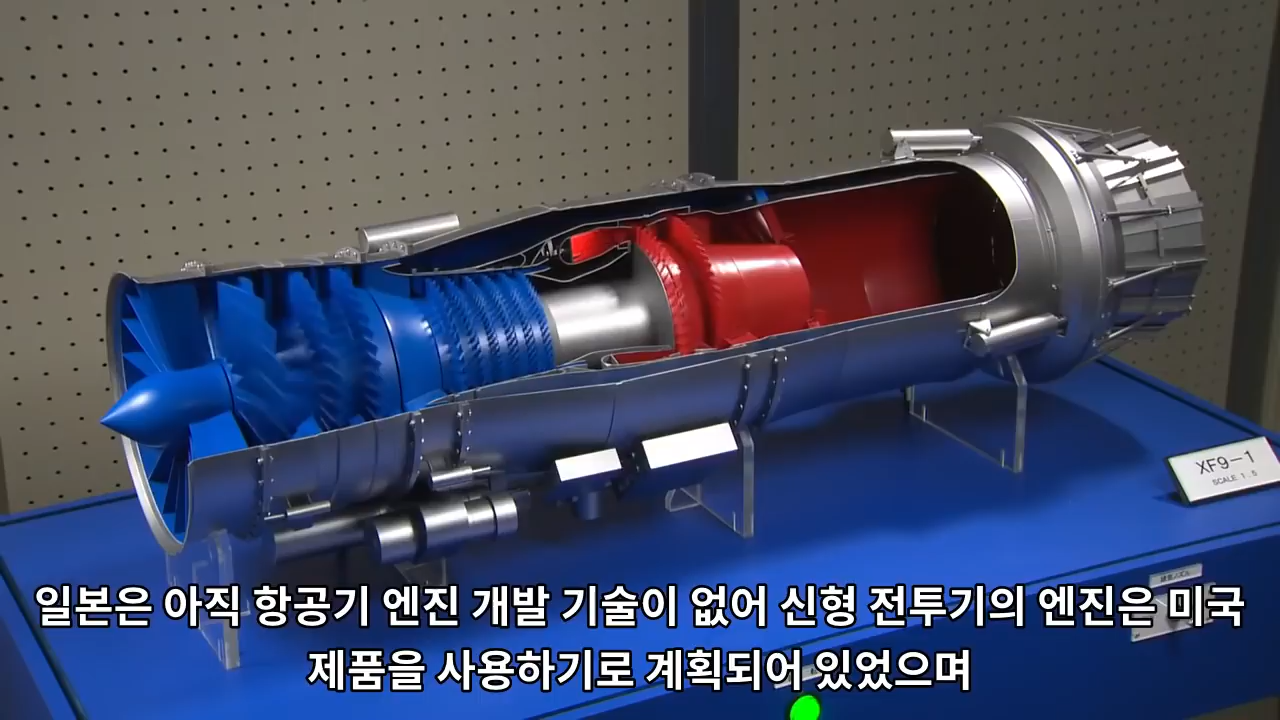 XF9-1
SCALE 1:5
일본은 아직 항공기 엔진 개발 기술이 없어 신형 전투기의 엔진은 미국
제품을 사용하기로 계획되어 있었으며